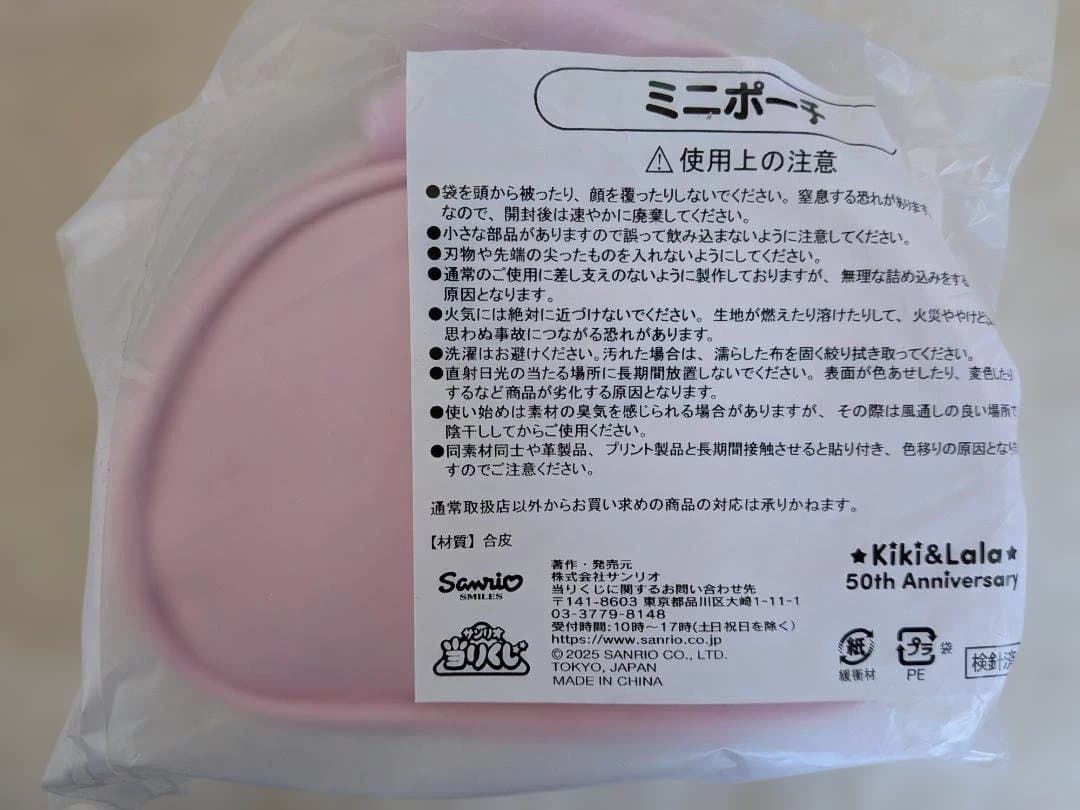 ミニポーチ
⚠使用上の注意
●袋を頭から被ったり、顔を覆ったりしないでください。窒息する恐れがあります。
なので、開封後は速やかに廃棄してください。
●小さな部品がありますので誤って飲み込まないように注意してください。
●刃物や先端の尖ったものを入れないようにしてください。
●通常のご使用に差し支えのないように製作しておりますが、無理な詰め込みをする
原因となります。
●火気には絶対に近づけないでください。生地が燃えたり溶けたりして、火災ややけど
思わぬ事故につながる恐れがあります。
●洗濯はお避けください。汚れた場合は、濡らした布を固く絞り拭き取ってください。
●直射日光の当たる場所に長期間放置しないでください。表面が色あせしたり、変色したり
するなど商品が劣化する原因となります。
●使い始めは素材の臭気を感じられる場合がありますが、その際は風通しの良い場所で
陰干ししてからご使用ください。
●同素材同士や革製品、プリント製品と長期間接触させると貼り付き、色移りの原因となり
すのでご注意ください。
通常取扱店以外からお買い求めの商品の対応は承りかねます。
【材質】合皮
Sanrio
SMILES
サンリオ
当りくじ
著作・発売元
株式会社サンリオ
当りくじに関するお問い合わせ先
〒141-8603 東京都品川区大崎1-11-1
03-3779-8148
受付時間:10時〜17時(土日祝日を除く)
https://www.sanrio.co.jp
©2025 SANRIO CO., LTD.
TOKYO, JAPAN
MADE IN CHINA
★Kiki&Lala★
50th Anniversary
紙
緩衝材
プラ
袋
PE
検針済